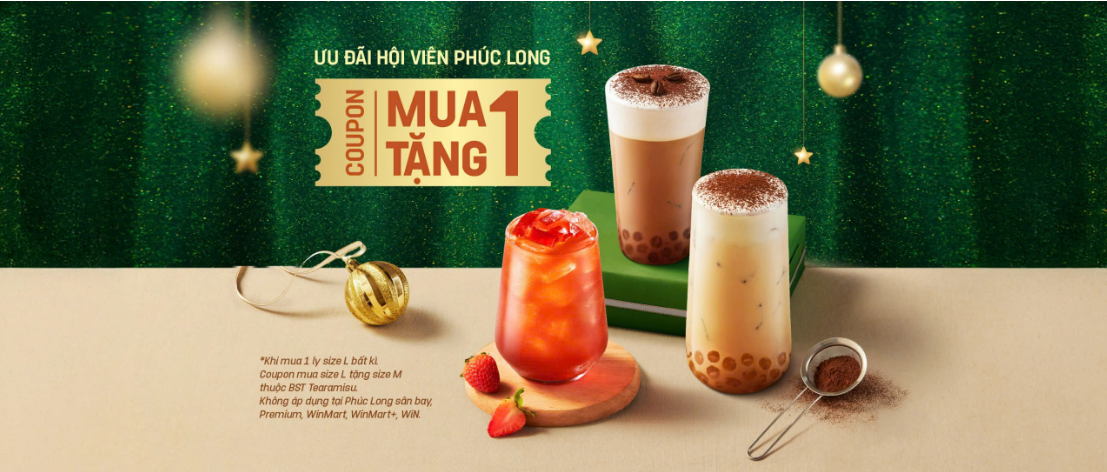 ƯU ĐÃI HỘI VIÊN PHÚC LONG
COUPON
MUA 1
TẶNG
*Khi mua 1 ly size L bất kì.
Coupon mua size L tặng size M
thuộc BST Tearamisu.
Không áp dụng tại Phúc Long sân bay,
Premium, WinMart, WinMart+, WiN.